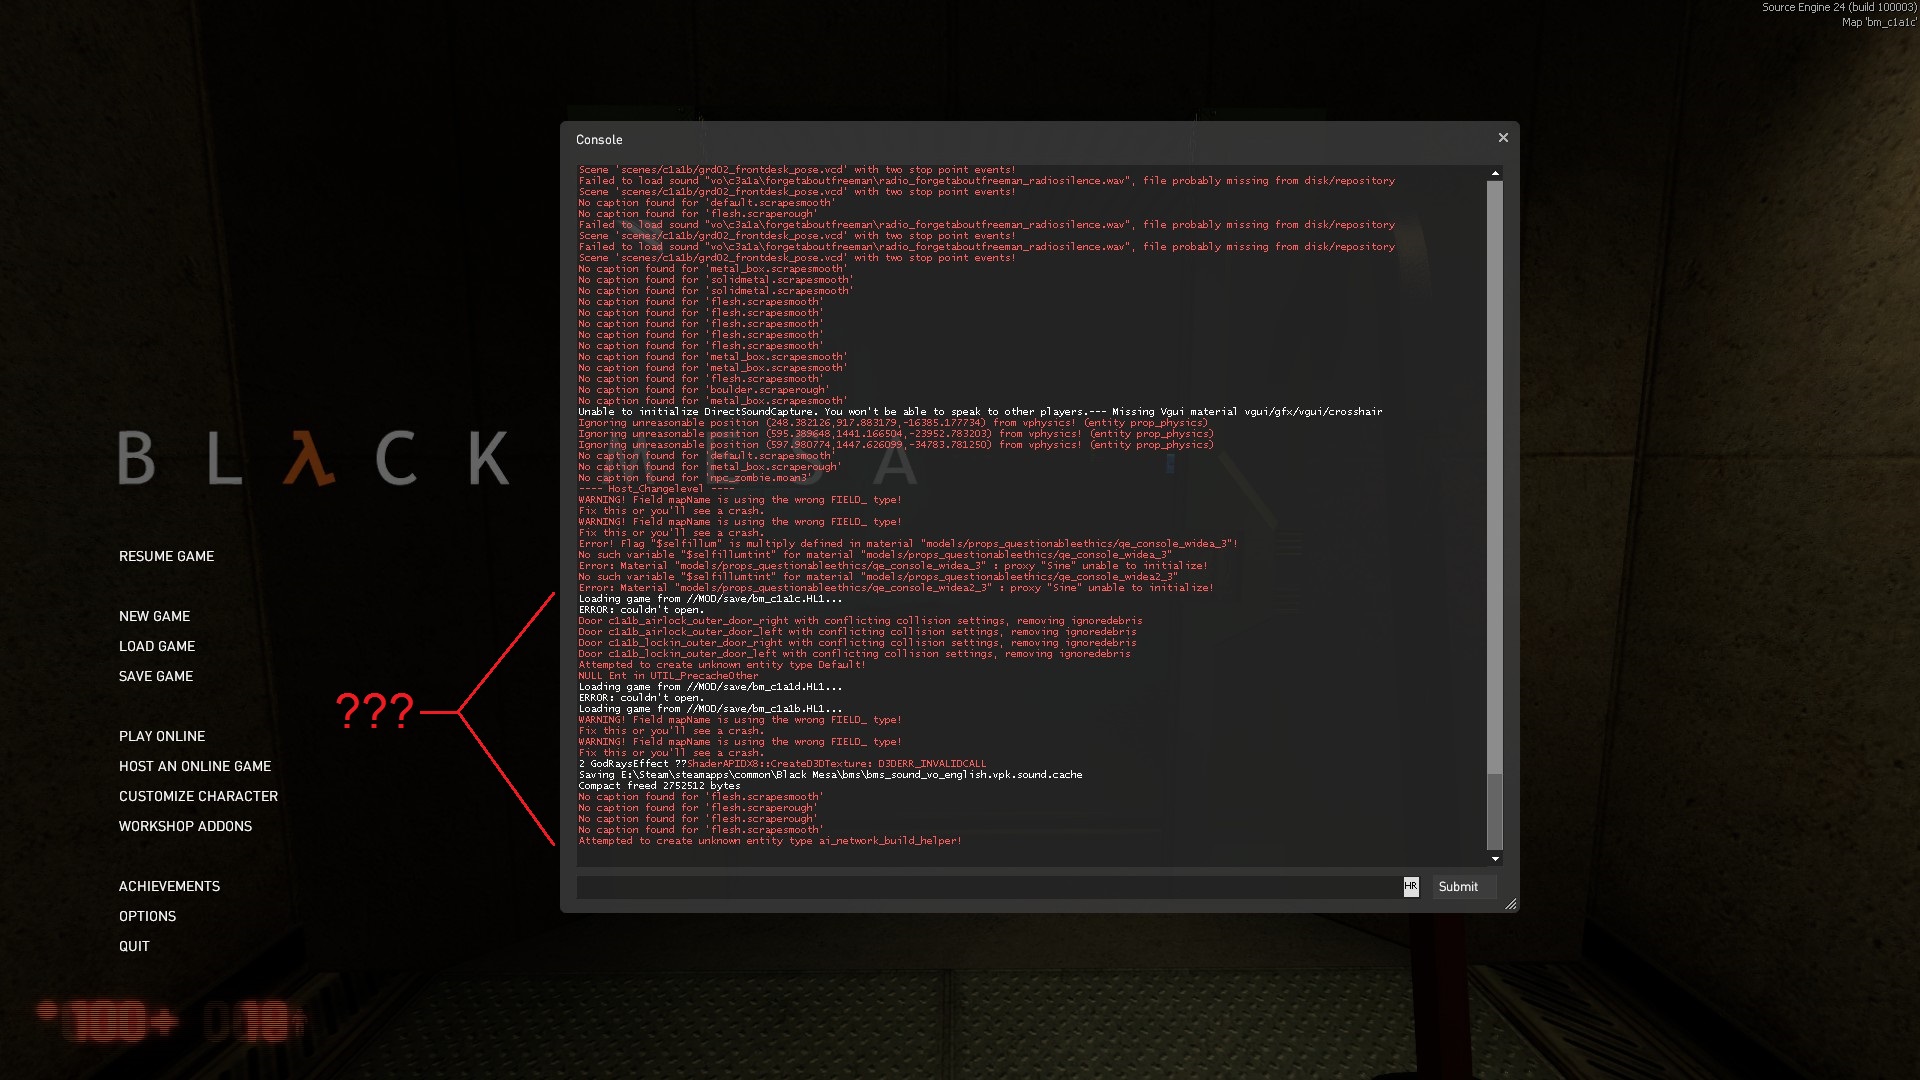 Source Engine 24 (build 100003)
Map 'bm_c1a1c'
Console
Scene 'scenes/c1a1b/grd02_frontdesk_pose.vcd' with two stop point events!
Failed to load sound "vo\c3a1a\forgetaboutfreeman\radio_forgetaboutfreeman_radiosilence.wav", file probably missing from disk/repository
Scene 'scenes/c1a1b/grd02_frontdesk_pose.vcd' with two stop point events!
No caption found for 'default.scrapesmooth'
No caption found for 'flesh.scraperough'
Failed to load sound "vo\c3a1a\forgetaboutfreeman\radio_forgetaboutfreeman_radiosilence.wav", file probably missing from disk/repository
Scene 'scenes/c1a1b/grd02_frontdesk_pose.vcd' with two stop point events!
Failed to load sound "vo\c3a1a\forgetaboutfreeman\radio_forgetaboutfreeman_radiosilence.wav", file probably missing from disk/repository
Scene 'scenes/c1a1b/grd02_frontdesk_pose.vcd' with two stop point events!
No caption found for 'metal_box.scrapesmooth'
No caption found for 'solidmetal.scrapesmooth'
No caption found for 'solidmetal.scrapesmooth'
No caption found for 'flesh.scrapesmooth'
No caption found for 'flesh.scrapesmooth'
No caption found for 'flesh.scrapesmooth'
No caption found for 'flesh.scrapesmooth'
No caption found for 'flesh.scrapesmooth'
No caption found for 'metal_box.scrapesmooth'
No caption found for 'metal_box.scrapesmooth'
No caption found for 'flesh.scrapesmooth'
No caption found for 'boulder.scraperough'
No caption found for 'metal_box.scrapesmooth'
Unable to initialize DirectSoundCapture. You won't be able to speak to other players.--- Missing Vgui material vgui/gfx/vgui/crosshair
Ignoring unreasonable position (248.382126,917.883179,-16385.177734) from vphysics! (entity prop_physics)
Ignoring unreasonable position (595.389648,1441.166504,-23952.783203) from vphysics! (entity prop_physics)
Ignoring unreasonable position (597.980774,1447.626099,-34783.781250) from vphysics! (entity prop_physics)
No caption found for 'default.scrapesmooth'
No caption found for 'metal_box.scraperough'
No caption found for 'npc_zombie.moan3'
---- Host_Changelevel ----
WARNING! Field mapName is using the wrong FIELD_ type!
Fix this or you'll see a crash.
WARNING! Field mapName is using the wrong FIELD_ type!
Fix this or you'll see a crash.
Error! Flag "$selfillum" is multiply defined in material "models/props_questionableethics/qe_console_widea_3"!
No such variable "$selfillumtint" for material "models/props_questionableethics/qe_console_widea_3"
Error: Material "models/props_questionableethics/qe_console_widea_3" : proxy "Sine" unable to initialize!
No such variable "$selfillumtint" for material "models/props_questionableethics/qe_console_widea2_3"
Error: Material "models/props_questionableethics/qe_console_widea2_3" : proxy "Sine" unable to initialize!
Loading game from //MOD/save/bm_c1a1c.HL1...
ERROR: couldn't open.
Door c1a1b_airlock_outer_door_right with conflicting collision settings, removing ignoredebris
Door c1a1b_airlock_outer_door_left with conflicting collision settings, removing ignoredebris
Door c1a1b_lockin_outer_door_right with conflicting collision settings, removing ignoredebris
Door c1a1b_lockin_outer_door_left with conflicting collision settings, removing ignoredebris
Attempted to create unknown entity type Default!
NULL Ent in UTIL_PrecacheOther
Loading game from //MOD/save/bm_c1a1d.HL1...
ERROR: couldn't open.
Loading game from //MOD/save/bm_c1a1b.HL1...
WARNING! Field mapName is using the wrong FIELD_ type!
Fix this or you'll see a crash.
WARNING! Field mapName is using the wrong FIELD_ type!
Fix this or you'll see a crash.
2 GodRaysEffect ??ShaderAPIDX8::CreateD3DTexture: D3DERR_INVALIDCALL
Saving E:\Steam\steamapps\common\Black Mesa\bms\bms_sound_vo_english.vpk.sound.cache
Compact freed 2752512 bytes
No caption found for 'flesh.scrapesmooth'
No caption found for 'flesh.scraperough'
No caption found for 'flesh.scraperough'
No caption found for 'flesh.scrapesmooth'
Attempted to create unknown entity type ai_network_build_helper!
HR
Submit
BLλCK MESA
RESUME GAME
NEW GAME
LOAD GAME
SAVE GAME
???
PLAY ONLINE
HOST AN ONLINE GAME
CUSTOMIZE CHARACTER
WORKSHOP ADDONS
ACHIEVEMENTS
OPTIONS
QUIT
100